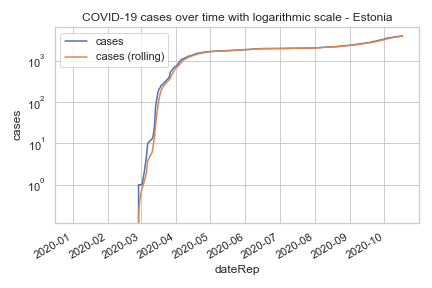 COVID-19 cases over time with logarithmic scale - Estonia
cases
cases (rolling)
10³
10²
10¹
10⁰
cases
2020-01
2020-02
2020-03
2020-04
2020-05
2020-06
2020-07
2020-08
2020-09
2020-10
dateRep